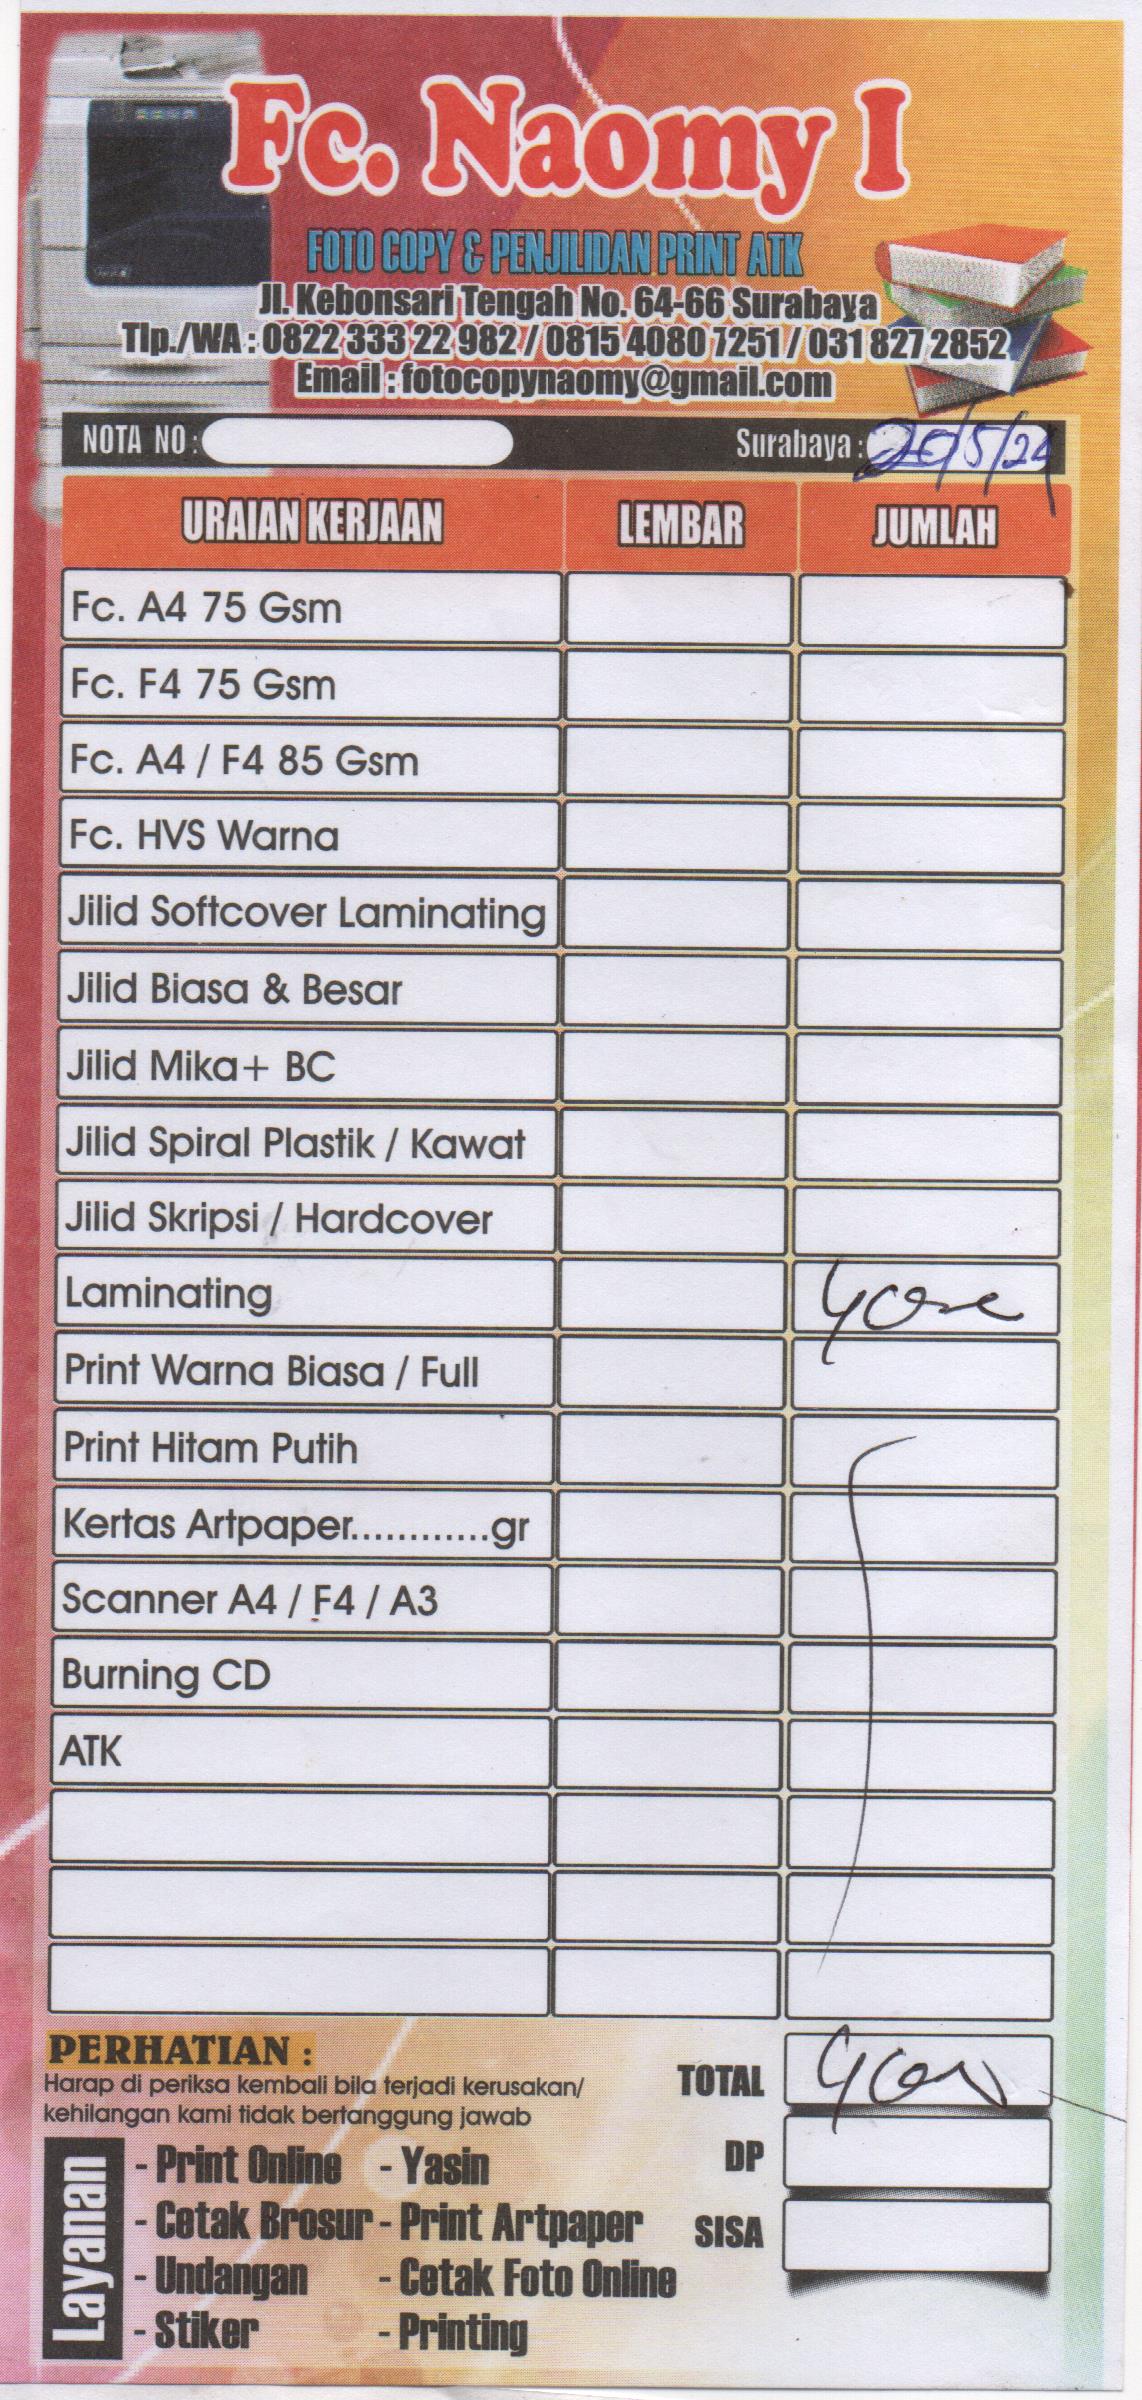 Fc. Naomy I
FOTO COPY & PENJILIDAN PRINT ATK
Jl. Kebonsari Tengah No. 64-66 Surabaya
Tlp./WA : 0822 333 22 982 / 0815 4080 7251 / 031 827 2852
Email : fotocopynaomy@gmail.com
NOTA NO : Surabaya : 20/5/24
URAIAN KERJAAN LEMBAR JUMLAH
Fc. A4 75 Gsm
Fc. F4 75 Gsm
Fc. A4 / F4 85 Gsm
Fc. HVS Warna
Jilid Softcover Laminating
Jilid Biasa & Besar
Jilid Mika+ BC
Jilid Spiral Plastik / Kawat
Jilid Skripsi / Hardcover
Laminating
Print Warna Biasa / Full
Print Hitam Putih
Kertas Artpaper............gr
Scanner A4 / F4 / A3
Burning CD
ATK
PERHATIAN :
Harap di periksa kembali bila terjadi kerusakan/
kehilangan kami tidak bertanggung jawab
TOTAL
DP
SISA
Layanan
- Print Online - Yasin
- Cetak Brosur - Print Artpaper
- Undangan - Cetak Foto Online
- Stiker - Printing